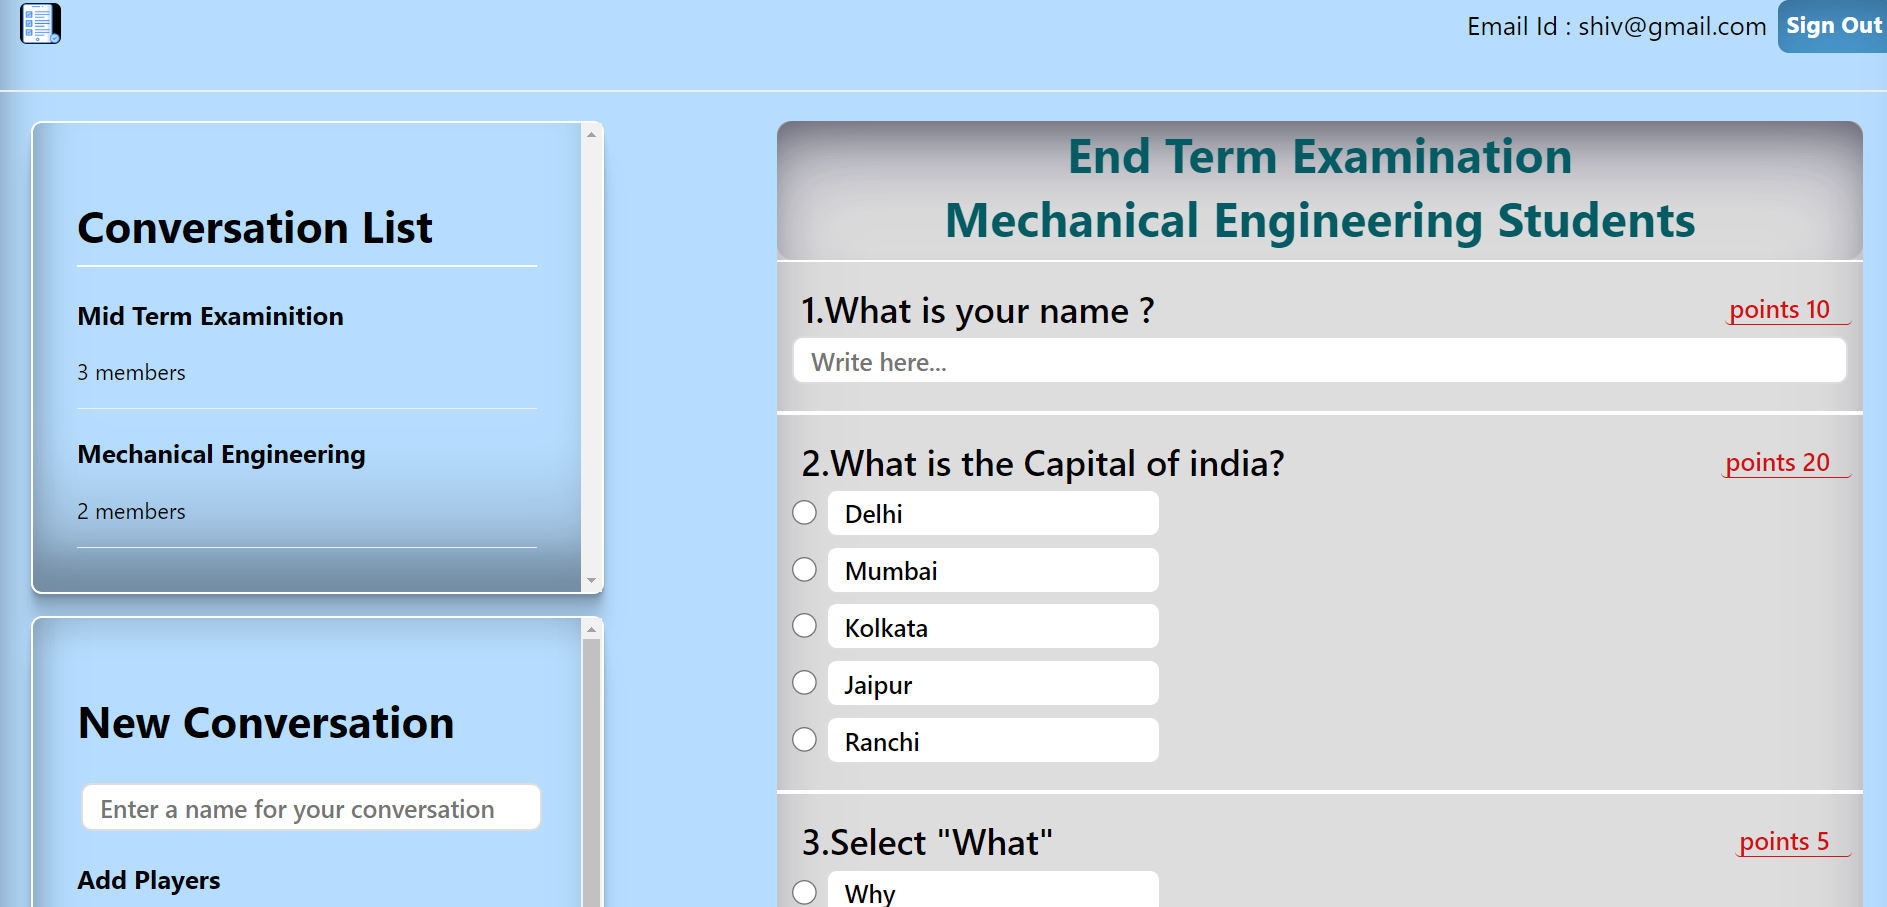 Email Id : shiv@gmail.com
Sign Out
Conversation List
Mid Term Examinition
3 members
Mechanical Engineering
2 members
New Conversation
Enter a name for your conversation
Add Players
End Term Examination
Mechanical Engineering Students
1.What is your name ?
points 10
Write here...
2.What is the Capital of india?
points 20
Delhi
Mumbai
Kolkata
Jaipur
Ranchi
3.Select "What"
points 5
Why